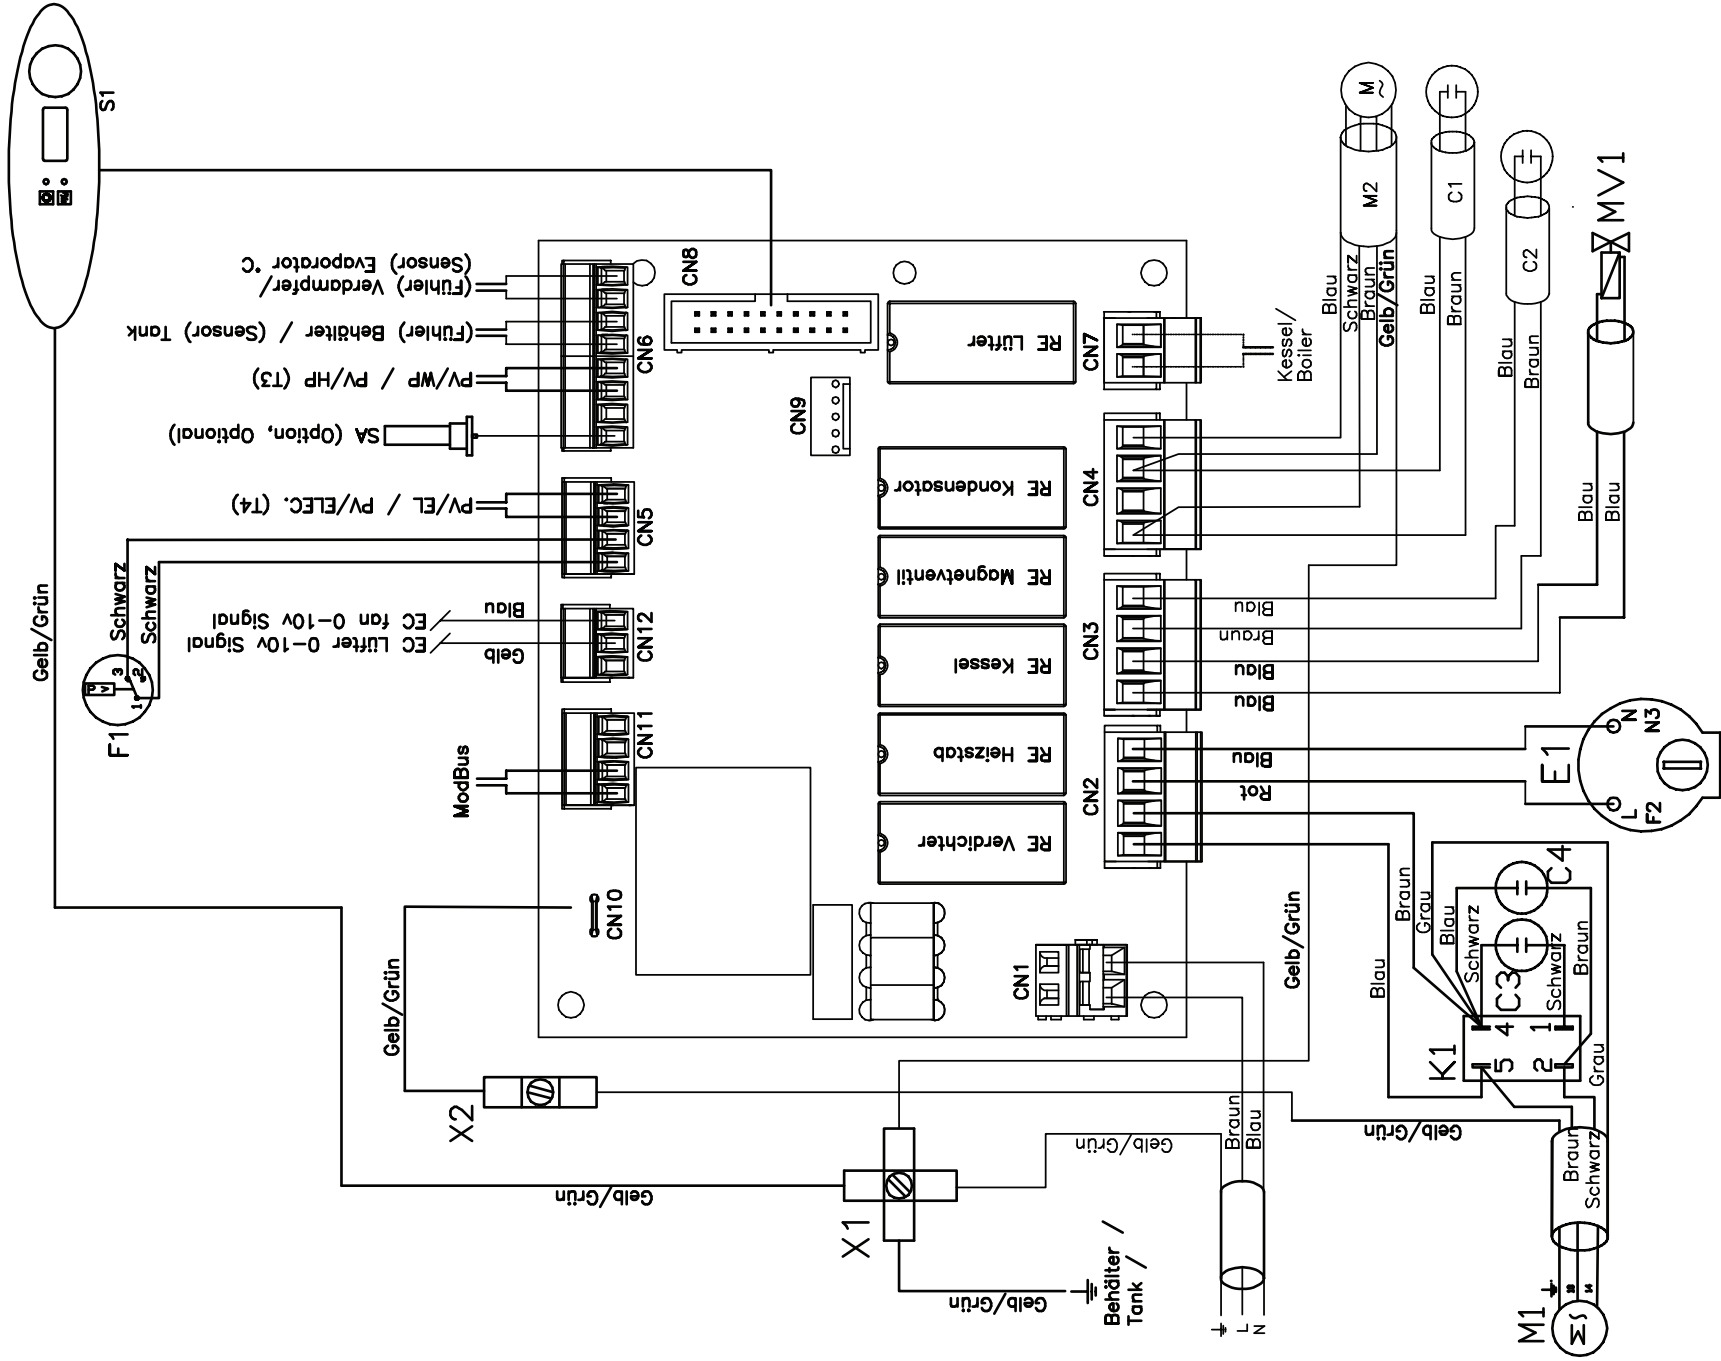 S1
CN8
(Sensor) Evaporator °C
(Fühler) Verdampfer/
(Fühler) Behälter / (Sensor) Tank
PV/WP / PV/HP (T3)
SA (Option, Optional)
CN6
PV/EL / PV/ELEC. (T4)
CN5
Schwarz
Schwarz
Gelb/Grün
F1
P >
3
2
1
EC fan 0-10v Signal
EC Lüfter 0-10v Signal
Blau
Gelb
CN12
ModBus
CN11
CN10
CN9
RE Lüfter
RE Kondensator
RE Magnetventil
RE Kessel
RE Heizstab
RE Verdichter
CN7
Kessel/
Boiler
CN4
CN3
CN2
CN1
M
~
M2
C1
C2
MV1
Blau
Schwarz
Braun
Gelb/Grün
Blau
Braun
Blau
Braun
Blau
Blau
Blau
Braun
Blau
Blau
Blau
Rot
E1
N
N3
L
F2
Gelb/Grün
Blau
Braun
Grau
Blau
Schwarz
C4
C3
Schwarz
Braun
K1
4
1
5
2
Grau
Gelb/Grün
Braun
Schwarz
M1
M
~
Gelb/Grün
X2
Gelb/Grün
X1
Gelb/Grün
Braun
Blau
Gelb/Grün
Behälter /
Tank /
L
N